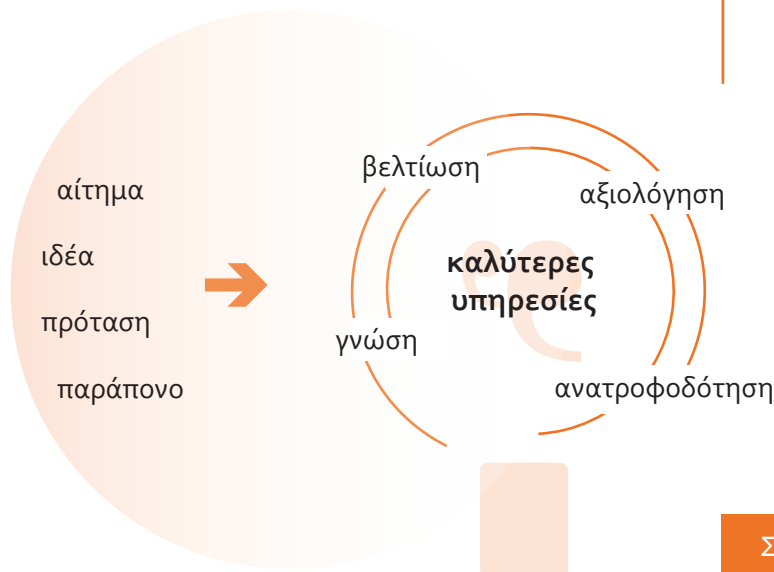 αίτημα
ιδέα
πρόταση
παράπονο
βελτίωση
αξιολόγηση
καλύτερες
υπηρεσίες
γνώση
ανατροφοδότηση
Σ